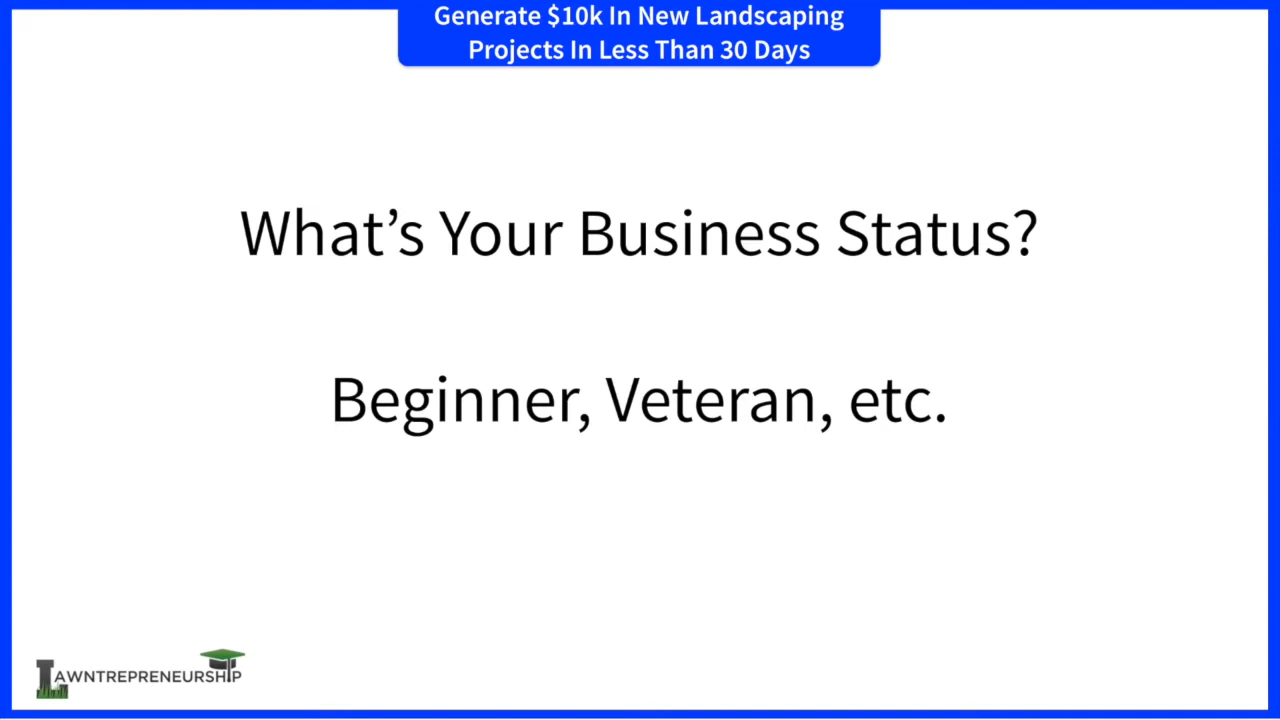 Generate $10k In New Landscaping
Projects In Less Than 30 Days
What’s Your Business Status?
Beginner, Veteran, etc.
LAWNTREPRENEURSHIP